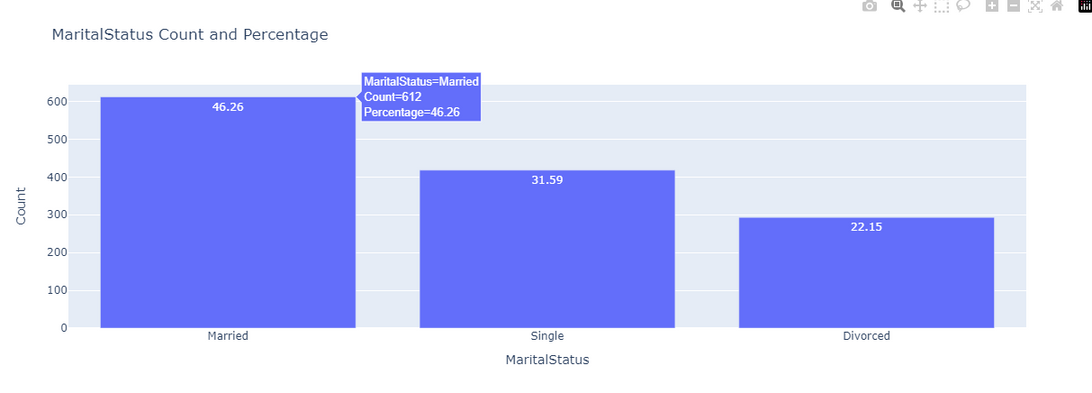 MaritalStatus Count and Percentage
MaritalStatus=Married
Count=612
Percentage=46.26
600
500
400
300
200
100
0
Count
46.26
31.59
22.15
Married
Single
Divorced
MaritalStatus